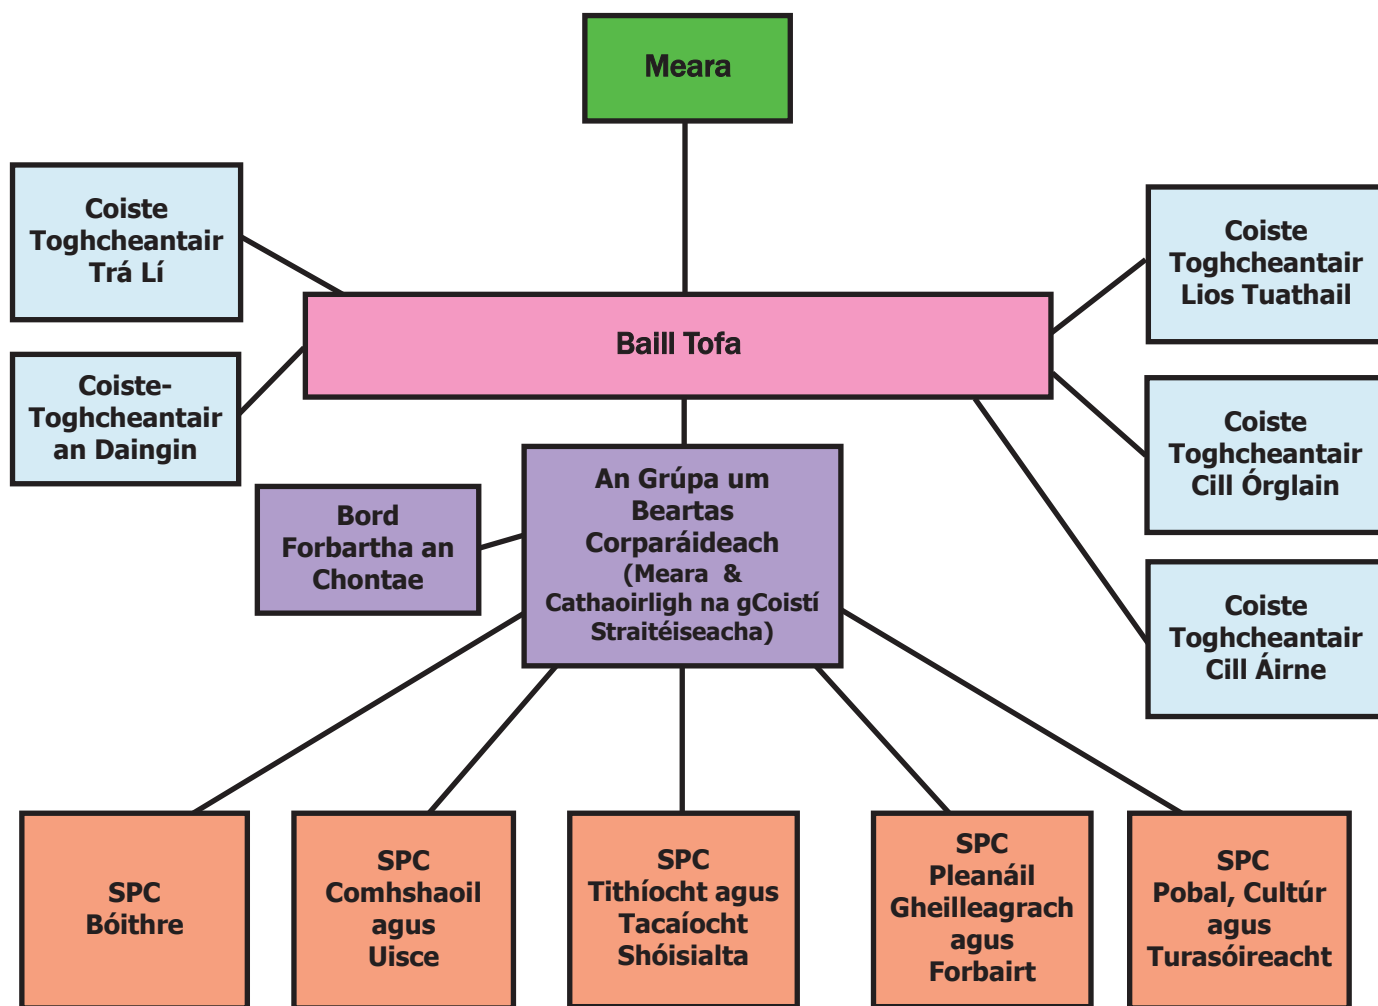 Meara
Coiste
Toghcheantair
Trá Lí
Coiste
Toghcheantair
Lios Tuathail
Baill Tofa
Coiste-
Toghcheantair
an Daingin
Coiste
Toghcheantair
Cill Órglain
An Grúpa um
Beartas
Corparáideach
(Meara & 
Cathaoirligh na gCoistí
Straitéiseacha)
Bord
Forbartha an
Chontae
Coiste
Toghcheantair
Cill Áirne
SPC
Bóithre
SPC
Comhshaoil
agus
Uisce
SPC
Tithíocht agus
Tacaíocht
Shóisialta
SPC
Pleanáil
Gheilleagrach
agus
Forbairt
SPC
Pobal, Cultúr
agus
Turasóireacht